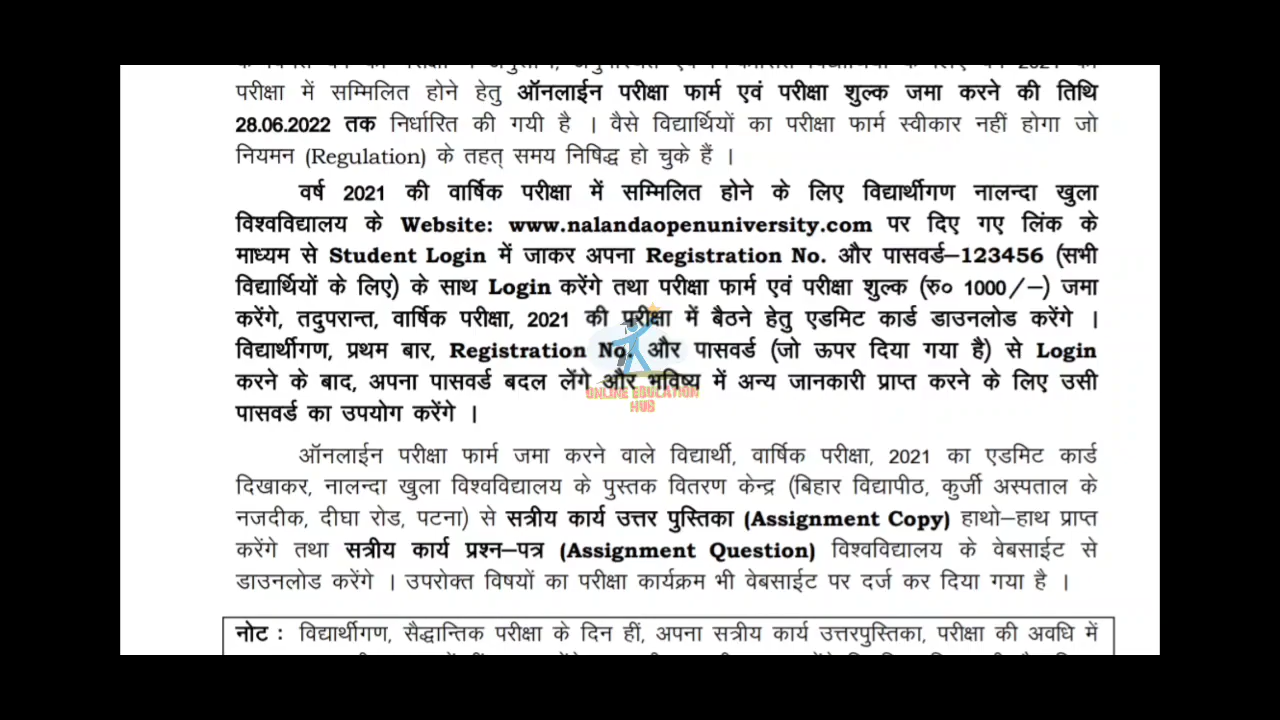 परीक्षा में सम्मिलित होने हेतु ऑनलाईन परीक्षा फार्म एवं परीक्षा शुल्क जमा करने की तिथि
28.06.2022 तक निर्धारित की गयी है । वैसे विद्यार्थियों का परीक्षा फार्म स्वीकार नहीं होगा जो
नियमन (Regulation) के तहत् समय निषिद्ध हो चुके हैं ।
वर्ष 2021 की वार्षिक परीक्षा में सम्मिलित होने के लिए विद्यार्थीगण नालन्दा खुला
विश्वविद्यालय के Website: www.nalandaopenuniversity.com पर दिए गए लिंक के
माध्यम से Student Login में जाकर अपना Registration No. और पासवर्ड–123456 (सभी
विद्यार्थियों के लिए) के साथ Login करेंगे तथा परीक्षा फार्म एवं परीक्षा शुल्क (रु० 1000/–) जमा
करेंगे, तदुपरान्त, वार्षिक परीक्षा, 2021 की परीक्षा में बैठने हेतु एडमिट कार्ड डाउनलोड करेंगे ।
विद्यार्थीगण, प्रथम बार, Registration No. और पासवर्ड (जो ऊपर दिया गया है) से Login
करने के बाद, अपना पासवर्ड बदल लेंगे और भविष्य में अन्य जानकारी प्राप्त करने के लिए उसी
पासवर्ड का उपयोग करेंगे ।
ONLINE EDUCATION
HUB
ऑनलाईन परीक्षा फार्म जमा करने वाले विद्यार्थी, वार्षिक परीक्षा, 2021 का एडमिट कार्ड
दिखाकर, नालन्दा खुला विश्वविद्यालय के पुस्तक वितरण केन्द्र (बिहार विद्यापीठ, कुर्जी अस्पताल के
नजदीक, दीघा रोड, पटना) से सत्रीय कार्य उत्तर पुस्तिका (Assignment Copy) हाथो–हाथ प्राप्त
करेंगे तथा सत्रीय कार्य प्रश्न–पत्र (Assignment Question) विश्वविद्यालय के वेबसाईट से
डाउनलोड करेंगे । उपरोक्त विषयों का परीक्षा कार्यक्रम भी वेबसाईट पर दर्ज कर दिया गया है ।
नोट : विद्यार्थीगण, सैद्धान्तिक परीक्षा के दिन हीं, अपना सत्रीय कार्य उत्तरपुस्तिका, परीक्षा की अवधि में